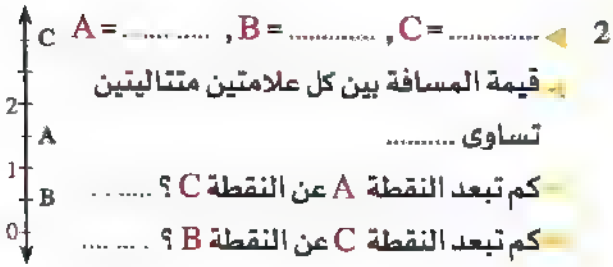 2 A= ............ , B= ............ , C= ............
قيمة المسافة بين كل علامتين متتاليتين
تساوى ............
كم تبعد النقطة A عن النقطة C ؟ ............
كم تبعد النقطة C عن النقطة B ؟ ............
C
2
A
1
B
0